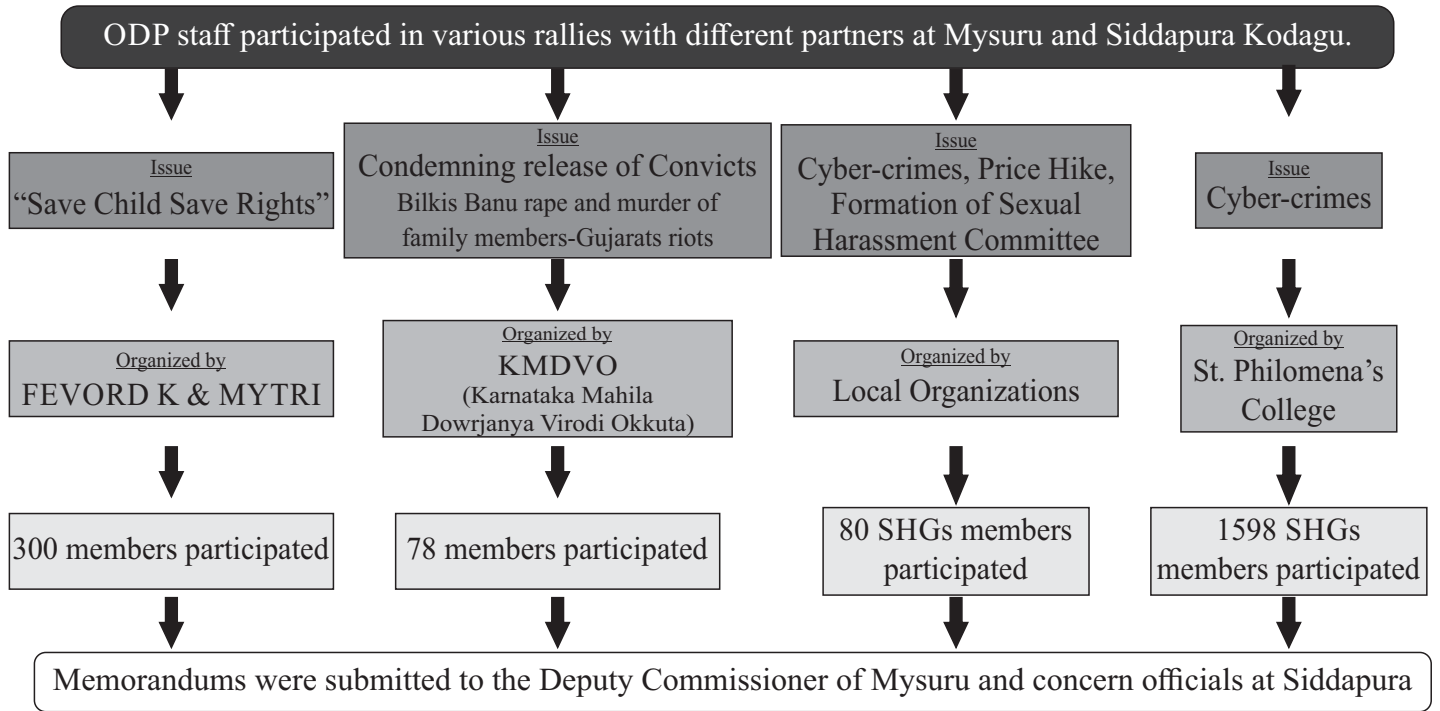 ODP staff participated in various rallies with different partners at Mysuru and Siddapura Kodagu.
Issue
“Save Child Save Rights”
Organized by
FEVORD K & MYTRI
300 members participated
Issue
Condemning release of Convicts
Bilkis Banu rape and murder of
family members-Gujarats riots
Organized by
KMDVO
(Karnataka Mahila
Dowrjanya Virodi Okkuta)
78 members participated
Issue
Cyber-crimes, Price Hike,
Formation of Sexual
Harassment Committee
Organized by
Local Organizations
80 SHGs members
participated
Issue
Cyber-crimes
Organized by
St. Philomena’s
College
1598 SHGs
members participated
Memorandums were submitted to the Deputy Commissioner of Mysuru and concern officials at Siddapura